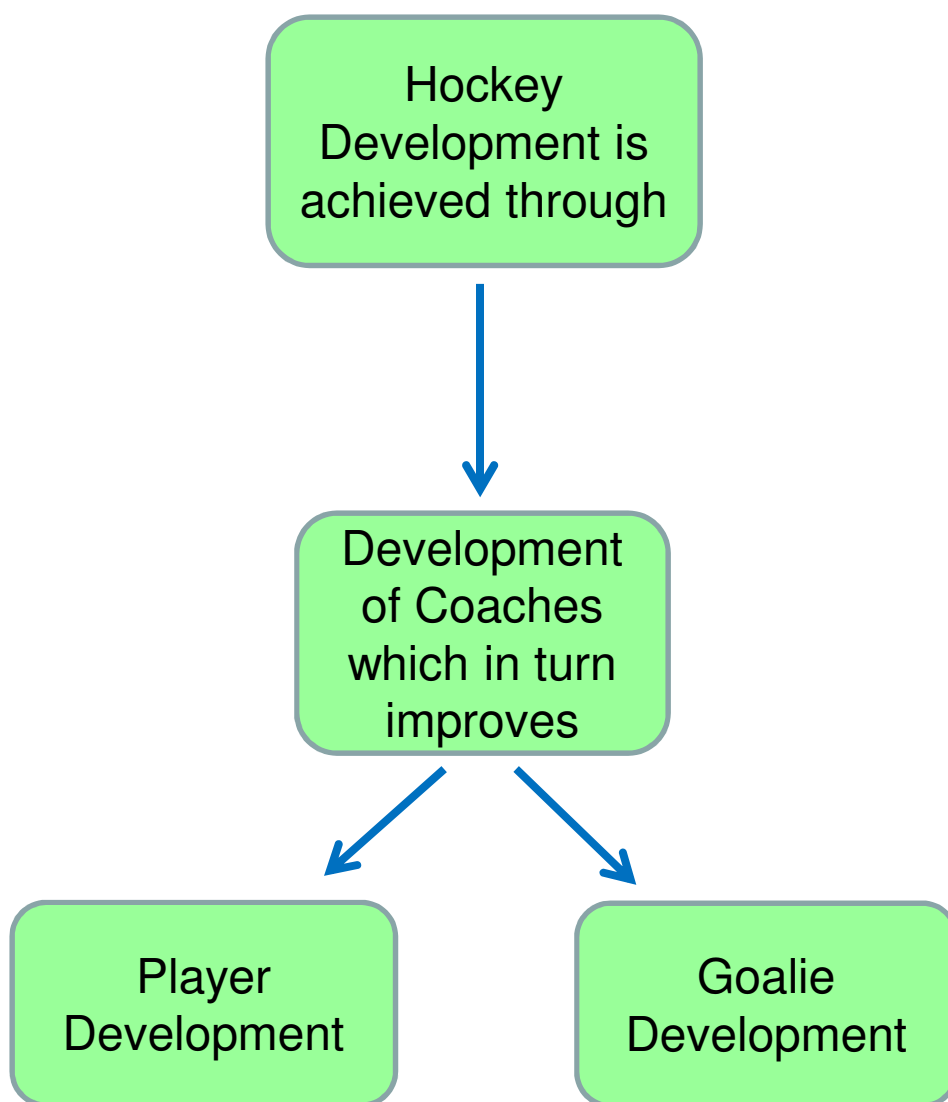 Hockey
Development is
achieved through
Development
of Coaches
which in turn
improves
Player
Development
Goalie
Development